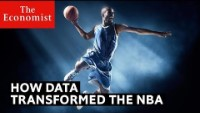 The
Economist
HOW DATA
TRANSFORMED THE NBA